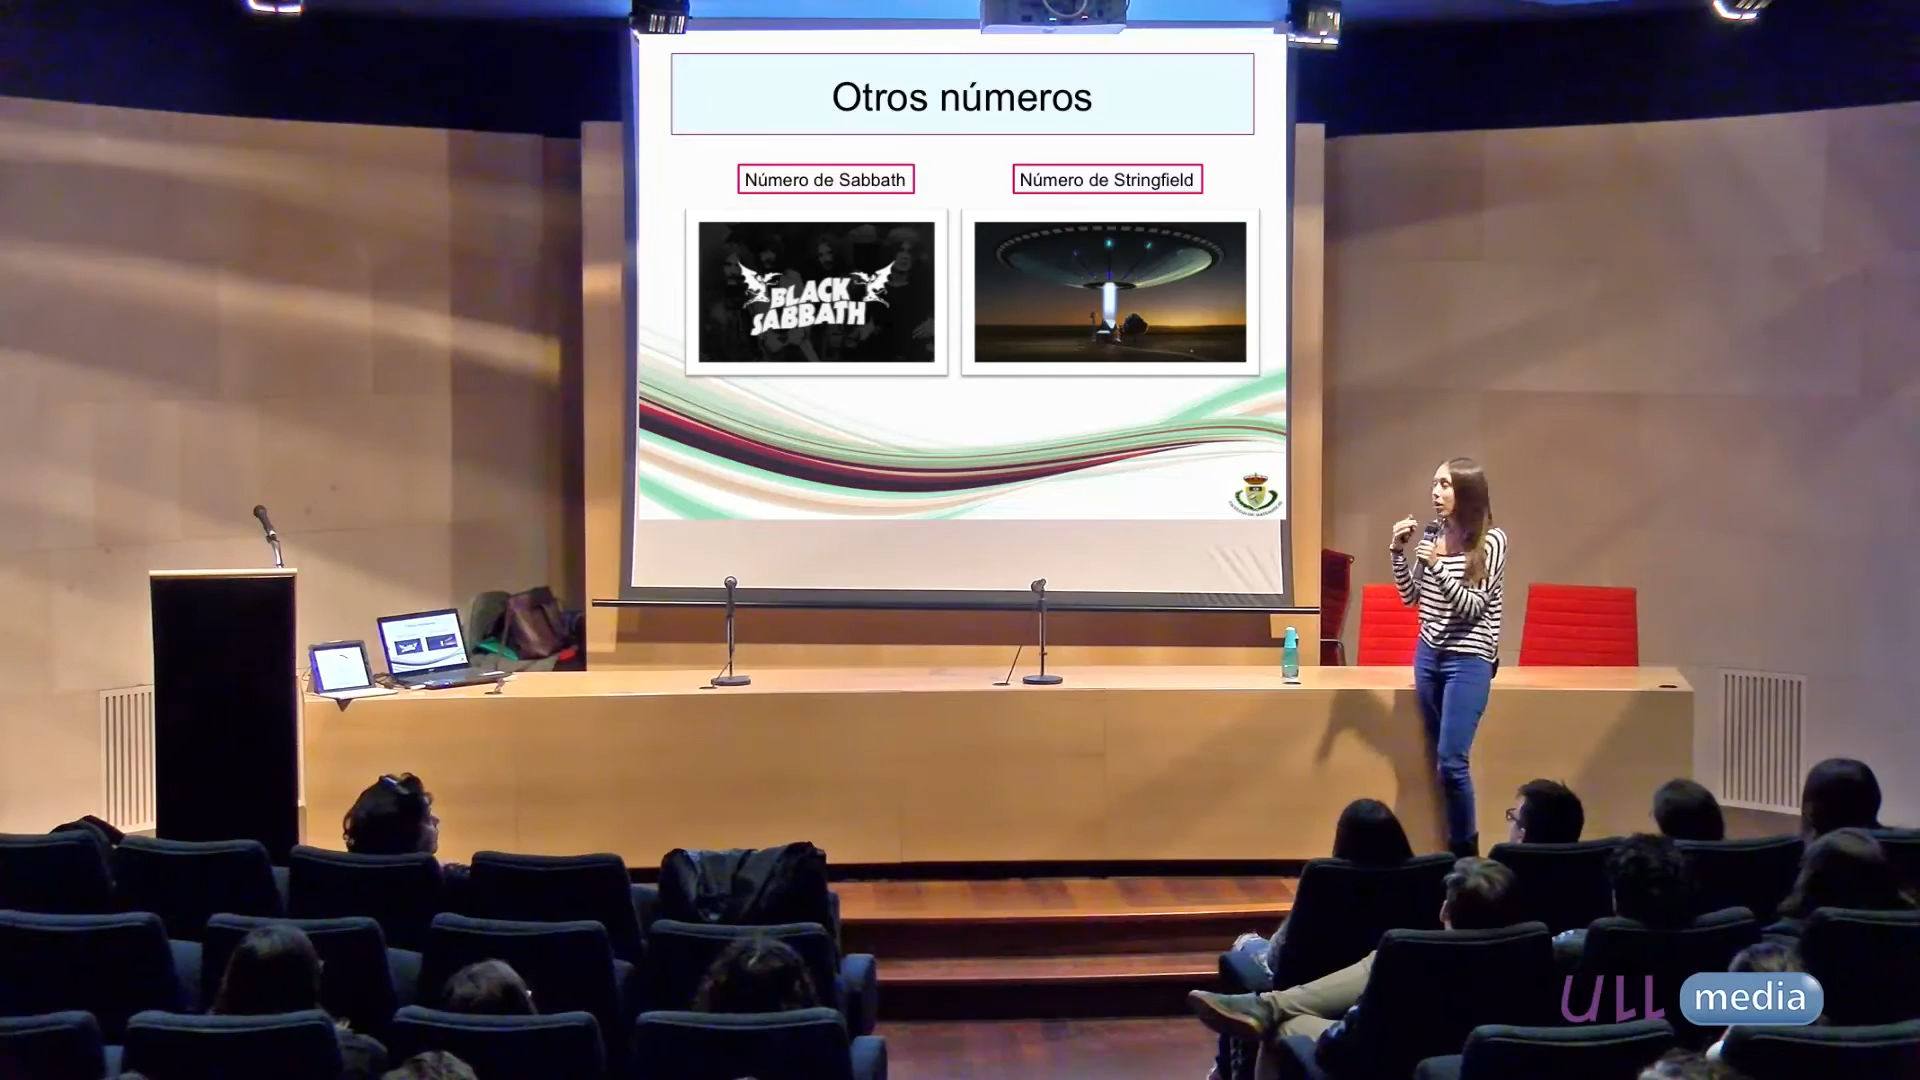 Otros números
Número de Sabbath
Número de Stringfield
BLACK
SABBATH
ULL media